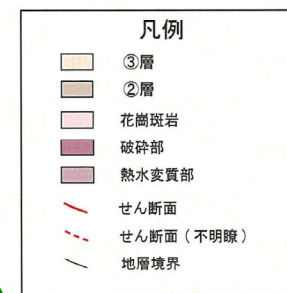 凡例
③層
②層
花崗斑岩
破砕部
熱水変質部
せん断面
せん断面（不明瞭）
地層境界